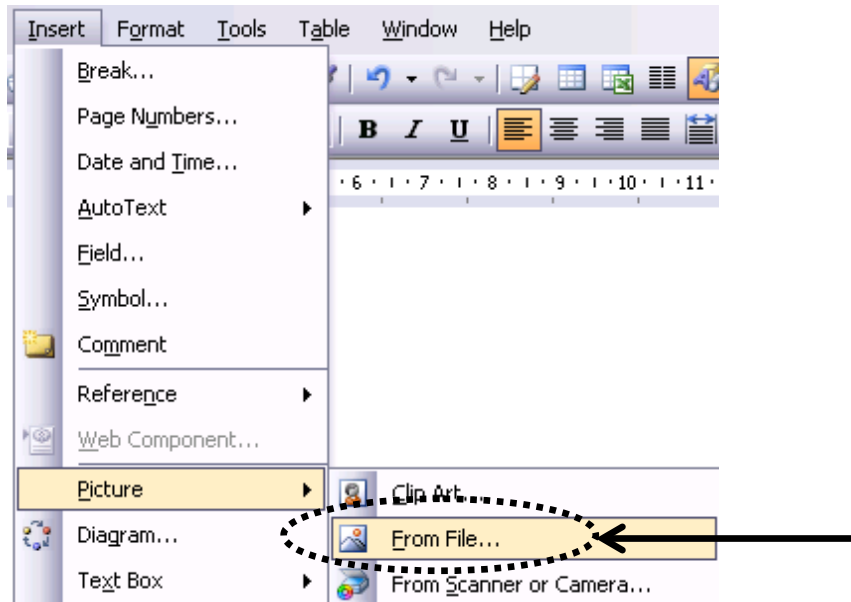 Insert Format Tools Table Window Help
Break...
Page Numbers...
B I U
Date and Time...
6 7 8 9 10 11
AutoText
Field...
Symbol...
Comment
Reference
Web Component...
Picture
Clip Art...
Diagram...
From File...
Text Box
From Scanner or Camera...